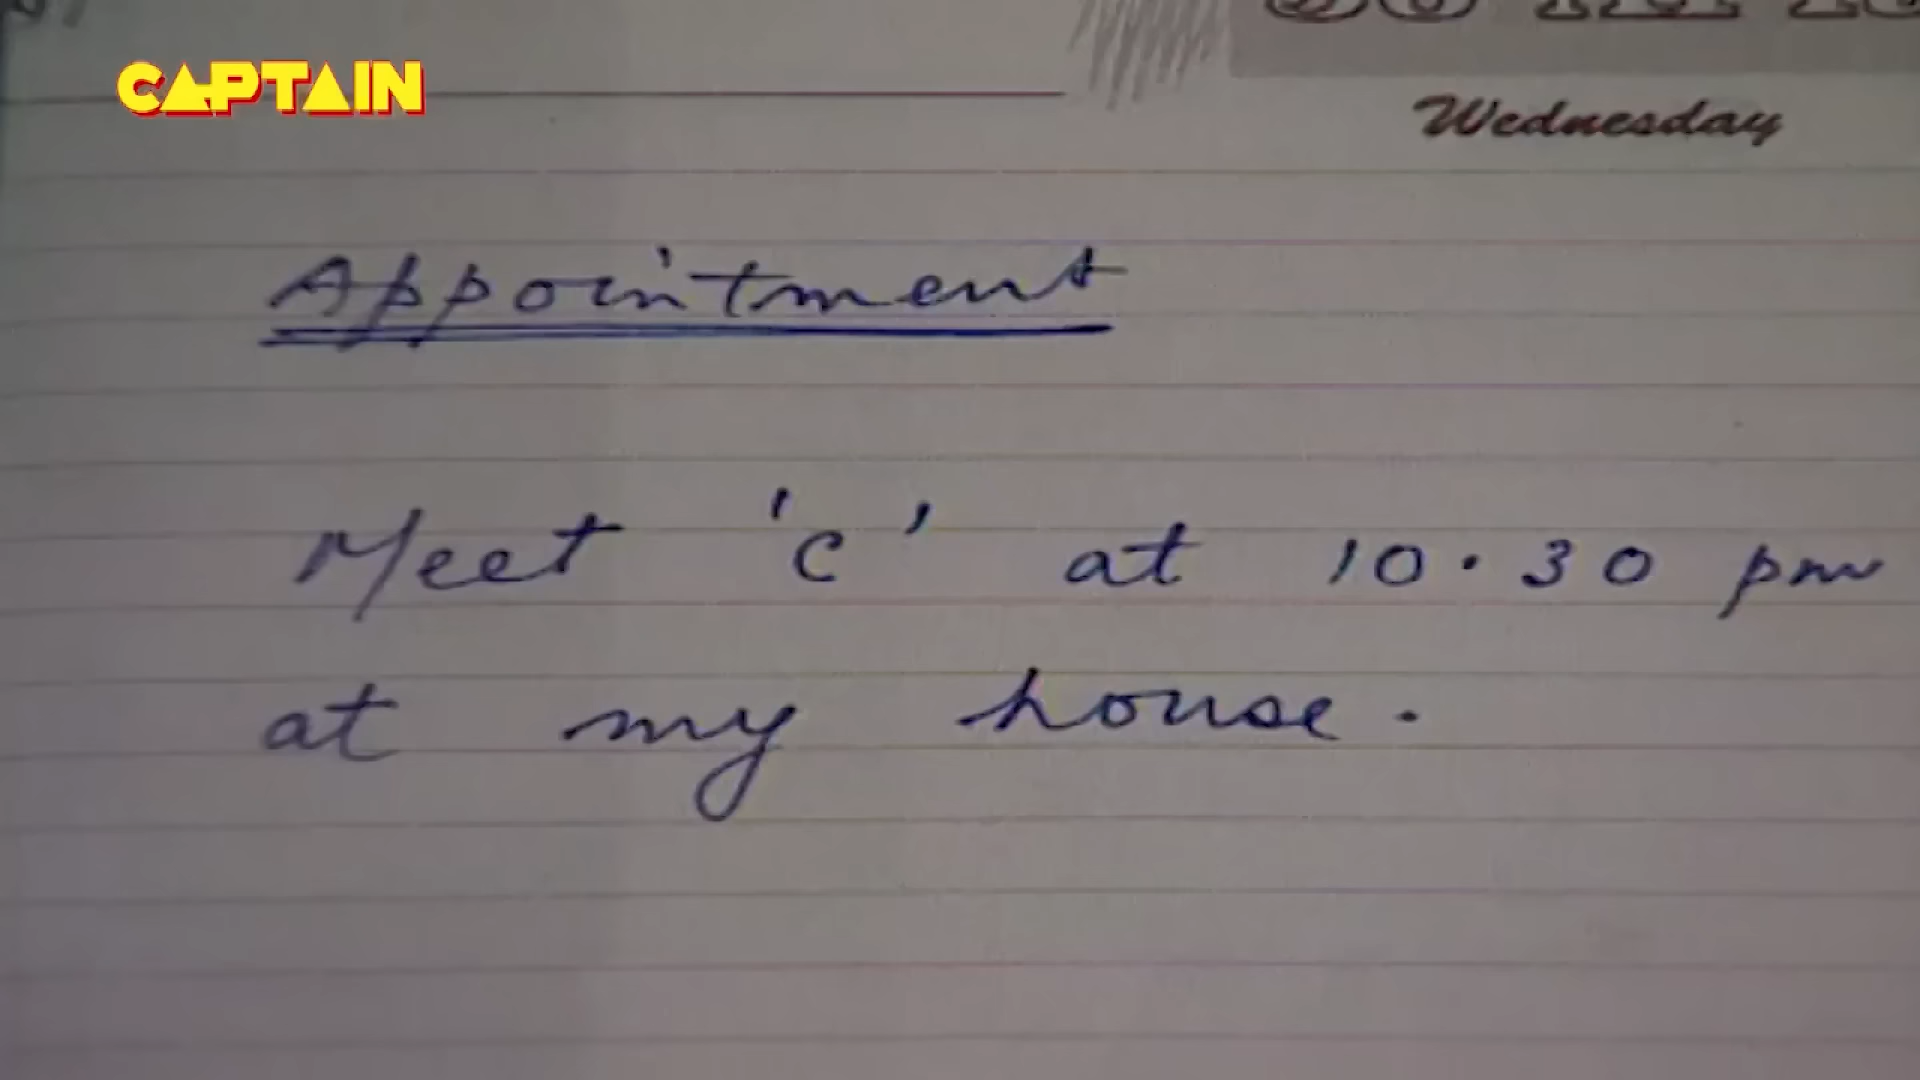 CAPTAIN
Wednesday
Appointment
Meet 'C' at 10.30 pm
at my house.